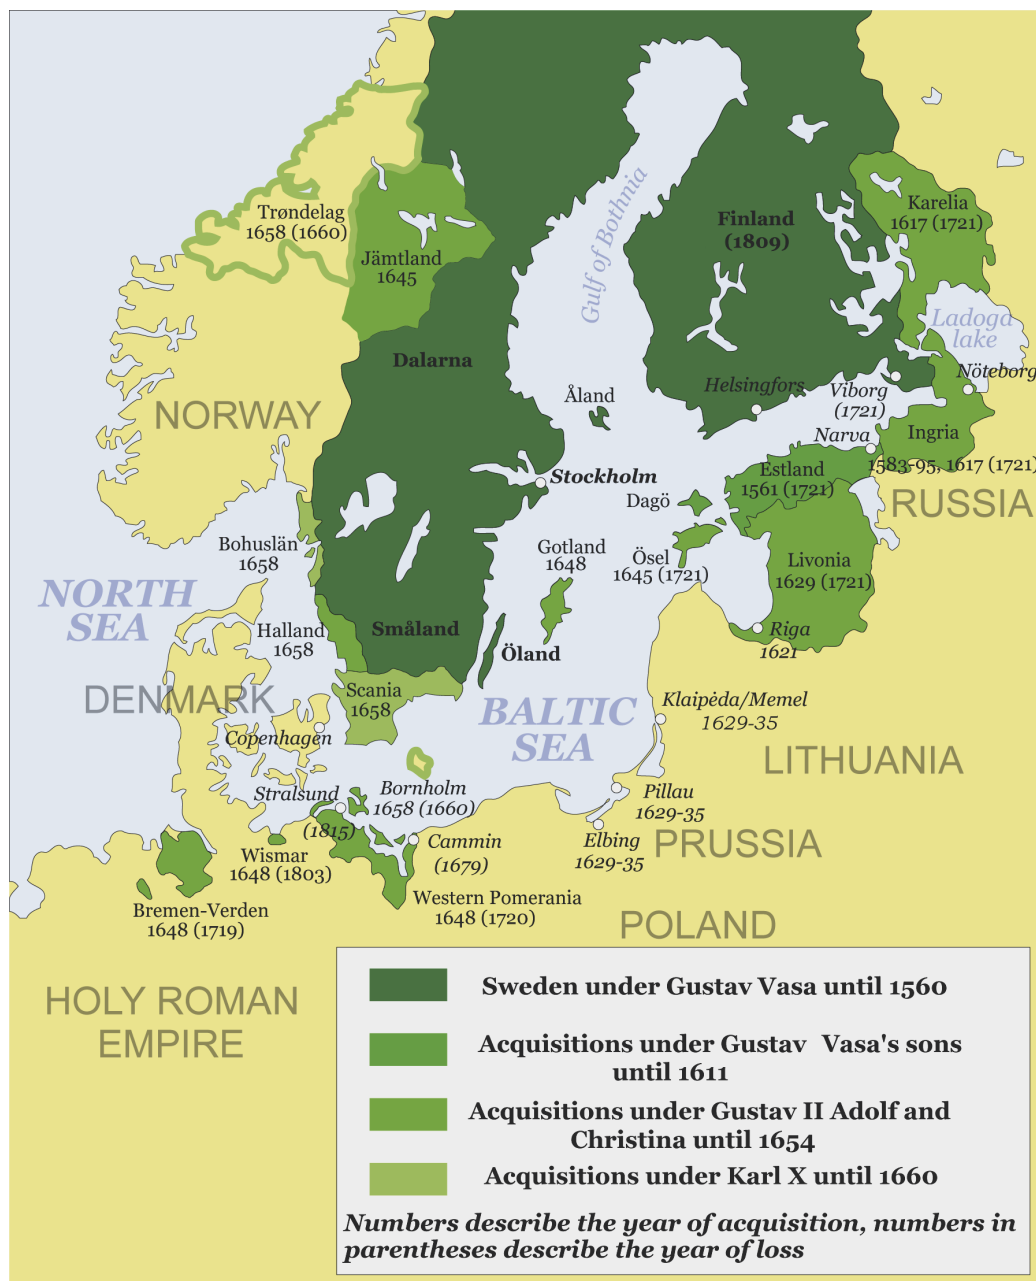 Trøndelag
1658 (1660)
Jämtland
1645
Gulf of Bothnia
Finland
(1809)
Karelia
1617 (1721)
Ladoga
lake
Dalarna
Åland
Helsingfors
Viborg
(1721)
Nöteborg
NORWAY
Narva
Ingria
1583-95, 1617 (1721)
Stockholm
Estland
1561 (1721)
RUSSIA
Dagö
Bohuslän
1658
Gotland
1648
Ösel
1645 (1721)
Livonia
1629 (1721)
NORTH
SEA
Halland
1658
Småland
Öland
Riga
1621
DENMARK
Scania
1658
BALTIC
SEA
Klaipėda/Memel
1629-35
Copenhagen
LITHUANIA
Stralsund
(1815)
Bornholm
1658 (1660)
Pillau
1629-35
Wismar
1648 (1803)
Cammin
(1679)
Elbing
1629-35
PRUSSIA
Bremen-Verden
1648 (1719)
Western Pomerania
1648 (1720)
POLAND
HOLY ROMAN
EMPIRE
Sweden under Gustav Vasa until 1560
Acquisitions under Gustav Vasa's sons
until 1611
Acquisitions under Gustav II Adolf and
Christina until 1654
Acquisitions under Karl X until 1660
Numbers describe the year of acquisition, numbers in
parentheses describe the year of loss